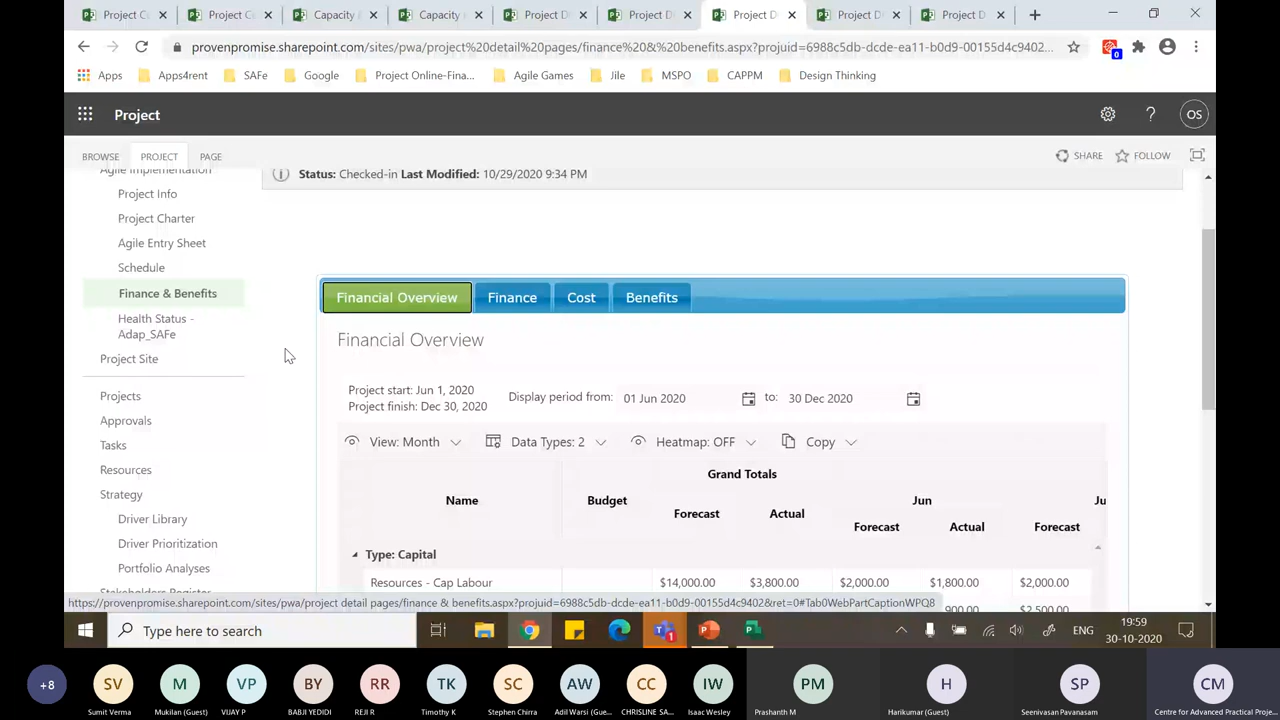 Project C
Project C
Capacity
Capacity
Project D
Project D
Project D
Project D
Project D
provenpromise.sharepoint.com/sites/pwa/project%20detail%20pages/finance%20&%20benefits.aspx?projuid=6988c5db-dcde-ea11-b0d9-00155d4c9402...
0
Apps
Apps4rent
SAFe
Google
Project Online-Fina...
Agile Games
Jile
MSPO
CAPPM
Design Thinking
Project
OS
BROWSE
PROJECT
PAGE
SHARE
FOLLOW
Agile Implementation
Project Info
Project Charter
Agile Entry Sheet
Schedule
Finance & Benefits
Health Status -
Adap_SAFe
Project Site
Projects
Approvals
Tasks
Resources
Strategy
Driver Library
Driver Prioritization
Portfolio Analyses
Stakeholders Register
Status: Checked-in Last Modified: 10/29/2020 9:34 PM
Financial Overview
Finance
Cost
Benefits
Financial Overview
Project start: Jun 1, 2020
Project finish: Dec 30, 2020
Display period from:
01 Jun 2020
to:
30 Dec 2020
View: Month
Data Types: 2
Heatmap: OFF
Copy
Grand Totals
Name
Budget
Jun
Ju
Forecast
Actual
Forecast
Actual
Forecast
Type: Capital
Resources - Cap Labour
$14,000.00
$3,800.00
$2,000.00
$1,800.00
$2,000.00
900.00
$2,500.00
https://provenpromise.sharepoint.com/sites/pwa/project detail pages/finance & benefits.aspx?projuid=6988c5db-dcde-ea11-b0d9-00155d4c9402&ret=0#Tab0WebPartCaptionWPQ8
Type here to search
1
ENG
19:59
30-10-2020
+8
SV
M
VP
BY
RR
TK
SC
AW
CC
IW
PM
H
SP
CM
Sumit Verma
Mukilan (Guest)
VIJAY P
BABJI YEDIDI
REJI R
Timothy K
Stephen Chirra
Adil Warsi (Gue...
CHRISLINE SA...
Isaac Wesley
Prashanth M
Harikumar (Guest)
Seenivasan Pavanasam
Centre for Advanced Practical Proje...